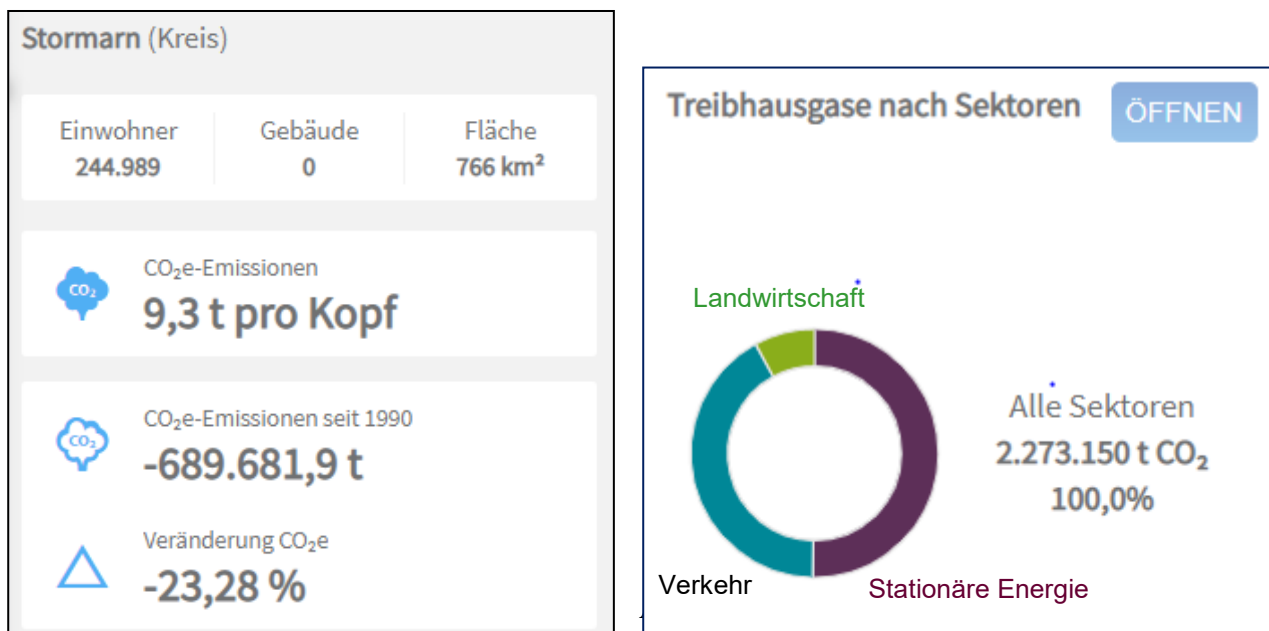 Stormarn (Kreis)
Einwohner Gebäude Fläche
244.989 0 766 km²
CO₂
CO₂e-Emissionen
9,3 t pro Kopf
CO₂
CO₂e-Emissionen seit 1990
-689.681,9 t
Veränderung CO₂e
-23,28 %
Treibhausgase nach Sektoren ÖFFNEN
Landwirtschaft
Alle Sektoren
2.273.150 t CO₂
100,0%
Verkehr Stationäre Energie